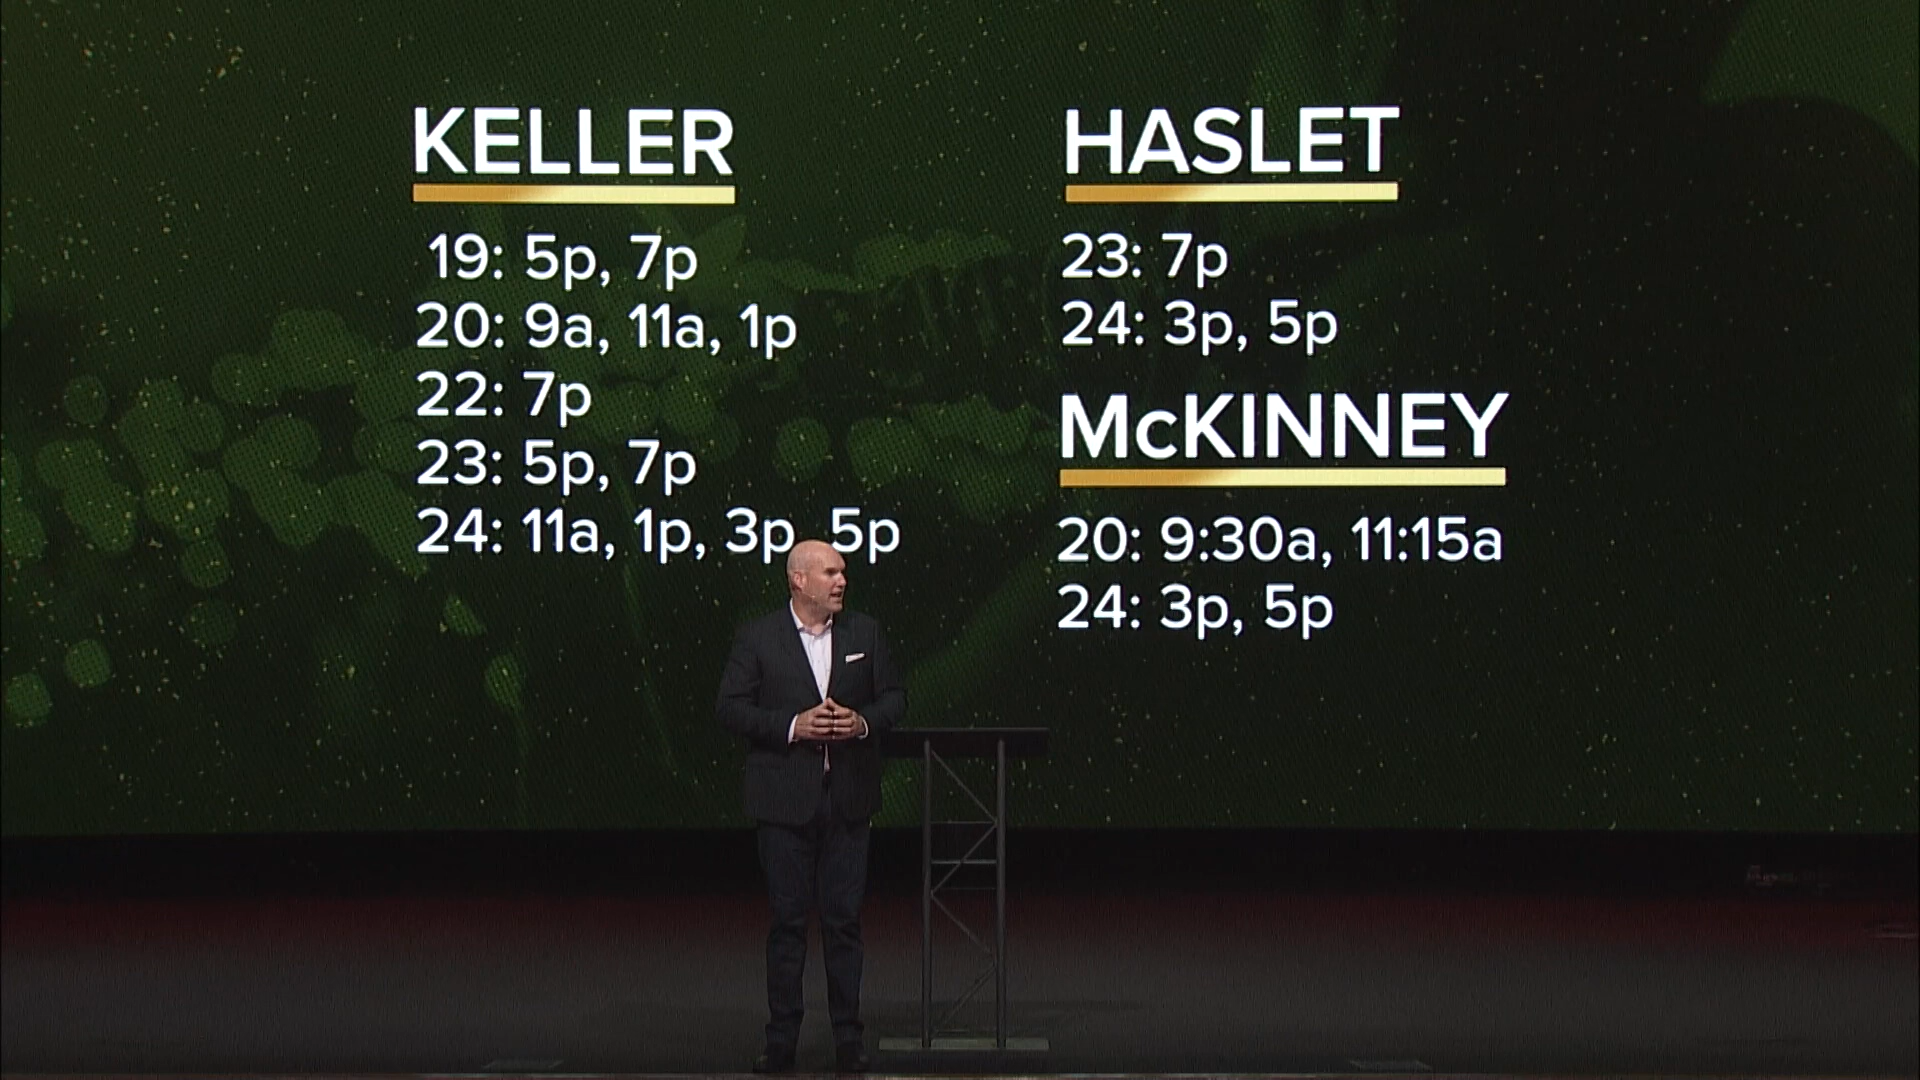 KELLER
19: 5p, 7p
20: 9a, 11a, 1p
22: 7p
23: 5p, 7p
24: 11a, 1p, 3p, 5p
HASLET
23: 7p
24: 3p, 5p
McKINNEY
20: 9:30a, 11:15a
24: 3p, 5p